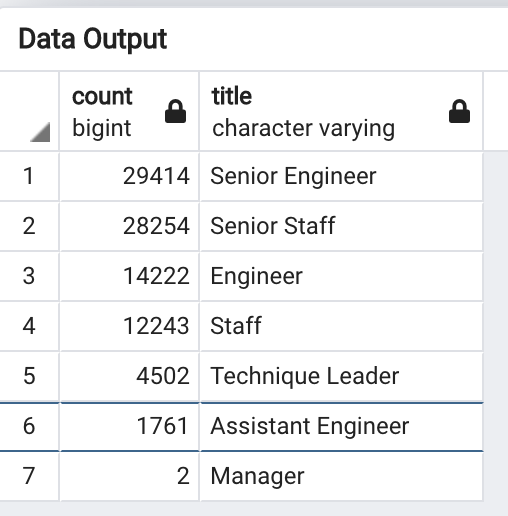 Data Output
count title
bigint character varying
1 29414 Senior Engineer
2 28254 Senior Staff
3 14222 Engineer
4 12243 Staff
5 4502 Technique Leader
6 1761 Assistant Engineer
7 2 Manager